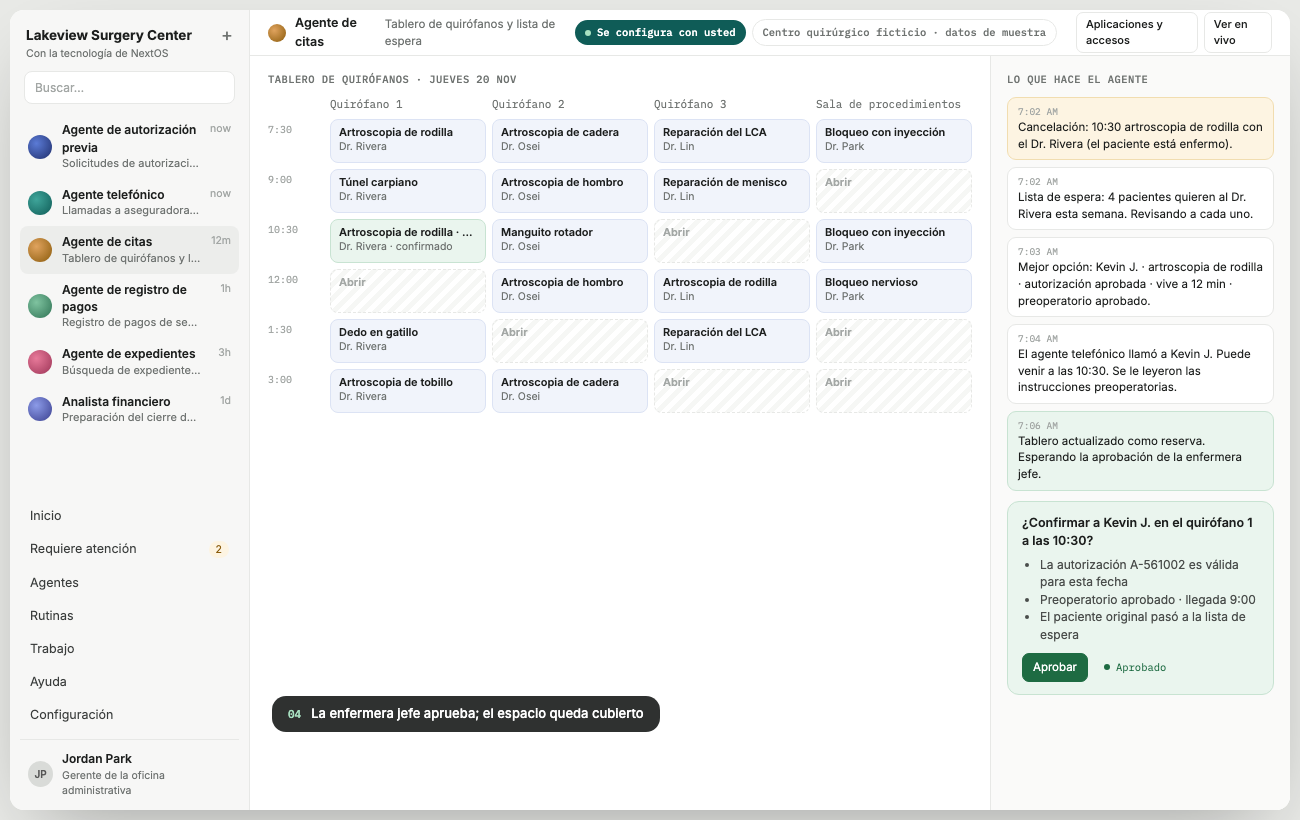 Lakeview Surgery Center
+
Con la tecnología de NextOS
Buscar...
Agente de autorización
previa
now
Solicitudes de autorizaci...
Agente telefónico
now
Llamadas a aseguradora...
Agente de citas
12m
Tablero de quirófanos y l...
Agente de registro de
pagos
1h
Registro de pagos de se...
Agente de expedientes
3h
Búsqueda de expediente...
Analista financiero
1d
Preparación del cierre d...
Inicio
Requiere atención
2
Agentes
Rutinas
Trabajo
Ayuda
Configuración
JP
Jordan Park
Gerente de la oficina
administrativa
Agente de
citas
Tablero de quirófanos y lista de
espera
Se configura con usted
Centro quirúrgico ficticio · datos de muestra
Aplicaciones y
accesos
Ver en
vivo
TABLERO DE QUIRÓFANOS · JUEVES 20 NOV
Quirófano 1
Quirófano 2
Quirófano 3
Sala de procedimientos
7:30
Artroscopia de rodilla
Dr. Rivera
Artroscopia de cadera
Dr. Osei
Reparación del LCA
Dr. Lin
Bloqueo con inyección
Dr. Park
9:00
Túnel carpiano
Dr. Rivera
Artroscopia de hombro
Dr. Osei
Reparación de menisco
Dr. Lin
Abrir
10:30
Artroscopia de rodilla · ...
Dr. Rivera · confirmado
Manguito rotador
Dr. Osei
Abrir
Bloqueo con inyección
Dr. Park
12:00
Abrir
Artroscopia de hombro
Dr. Osei
Artroscopia de rodilla
Dr. Lin
Bloqueo nervioso
Dr. Park
1:30
Dedo en gatillo
Dr. Rivera
Abrir
Reparación del LCA
Dr. Lin
Abrir
3:00
Artroscopia de tobillo
Dr. Rivera
Artroscopia de cadera
Dr. Osei
Abrir
Abrir
04 La enfermera jefe aprueba; el espacio queda cubierto
LO QUE HACE EL AGENTE
7:02 AM
Cancelación: 10:30 artroscopia de rodilla con
el Dr. Rivera (el paciente está enfermo).
7:02 AM
Lista de espera: 4 pacientes quieren al Dr.
Rivera esta semana. Revisando a cada uno.
7:03 AM
Mejor opción: Kevin J. · artroscopia de rodilla
· autorización aprobada · vive a 12 min ·
preoperatorio aprobado.
7:04 AM
El agente telefónico llamó a Kevin J. Puede
venir a las 10:30. Se le leyeron las
instrucciones preoperatorias.
7:06 AM
Tablero actualizado como reserva.
Esperando la aprobación de la enfermera
jefe.
¿Confirmar a Kevin J. en el quirófano 1
a las 10:30?
• La autorización A-561002 es válida
para esta fecha
• Preoperatorio aprobado · llegada 9:00
• El paciente original pasó a la lista de
espera
Aprobar
Aprobado